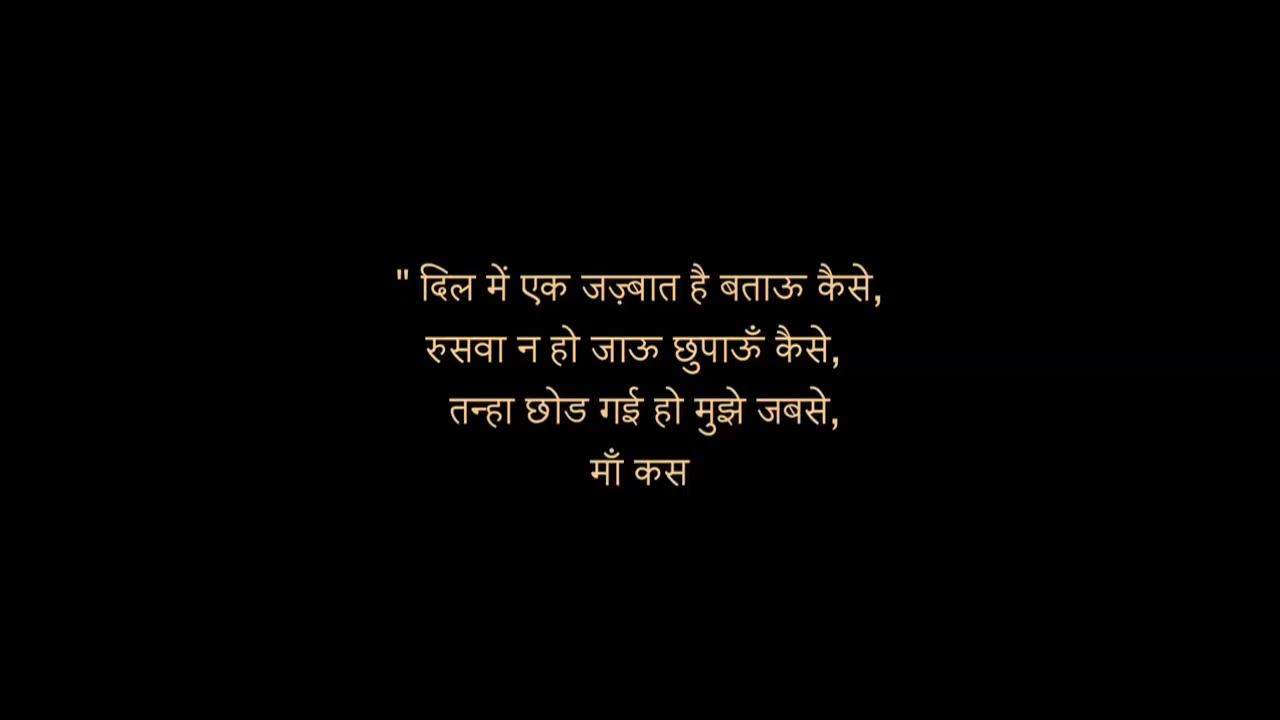 " दिल में एक जज़्बात है बताऊ कैसे,
रुसवा न हो जाऊ छुपाऊँ कैसे,
तन्हा छोड गई हो मुझे जबसे,
माँ कस